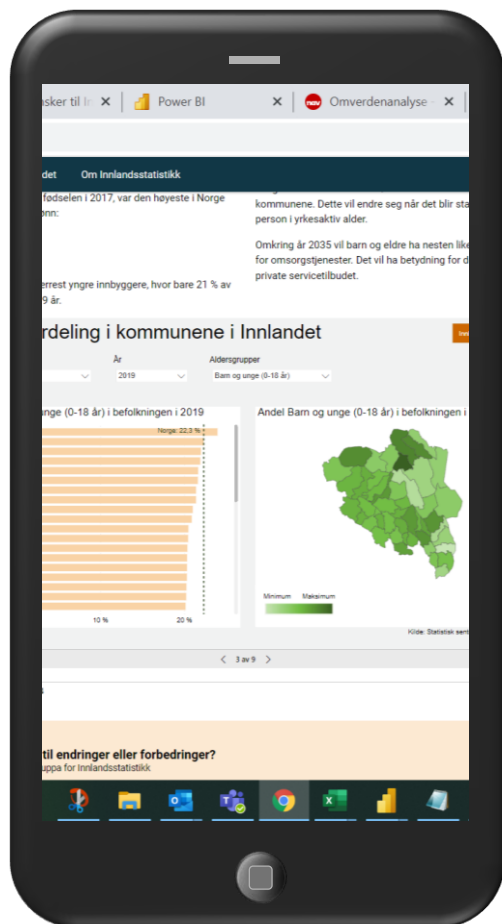 nsker til In
Power BI
nav
Omverdenanalyse -
det Om Innlandsstatistikk
fødselen i 2017, var den høyeste i Norge
ønn:
errest yngre innbyggere, hvor bare 21 % av
9 år.
kommunene. Dette vil endre seg når det blir sta
person i yrkesaktiv alder.
Omkring år 2035 vil barn og eldre ha nesten like
for omsorgstjenester. Det vil ha betydning for d
private servicetilbudet.
rdeling i kommunene i Innlandet
Inn
År
2019
Aldersgrupper
Barn og unge (0-18 år)
unge (0-18 år) i befolkningen i 2019
Norge: 22,3 %
10 %
20 %
Andel Barn og unge (0-18 år) i befolkningen i
Minimum Maksimum
Kilde: Statistisk sent
3 av 9
til endringer eller forbedringer?
uppa for Innlandsstatistikk